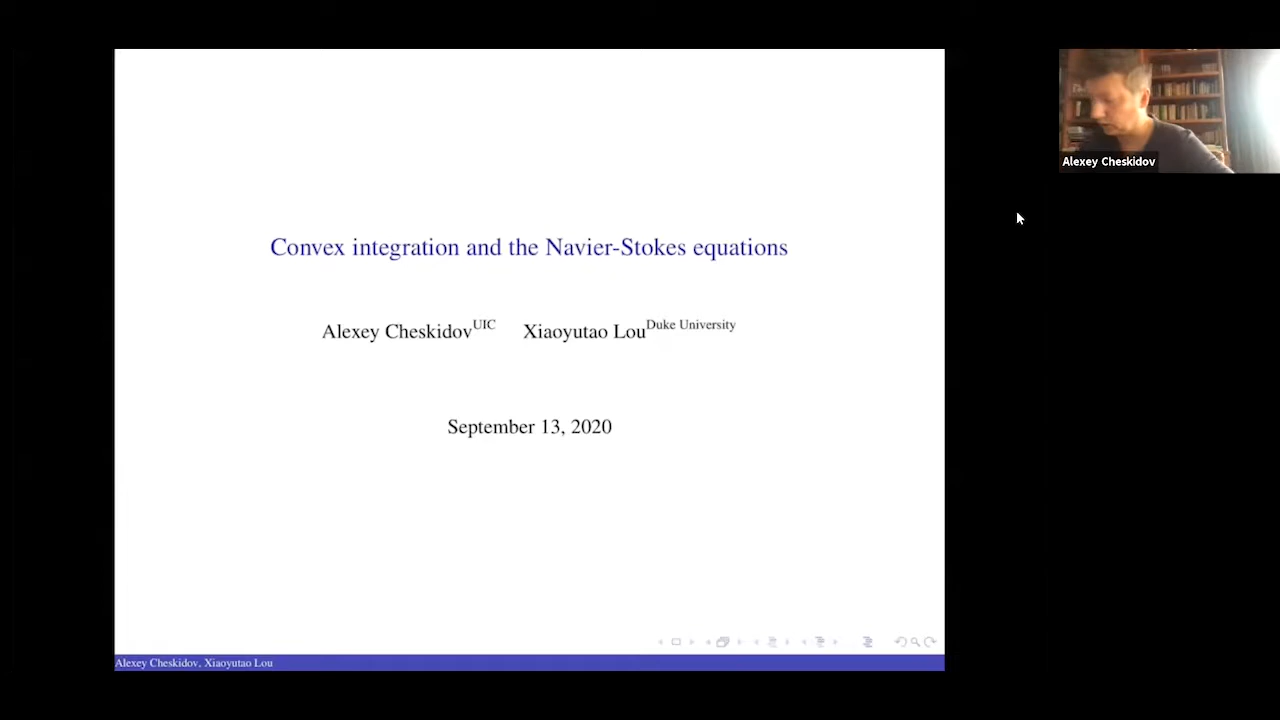 Convex integration and the Navier-Stokes equations
Alexey Cheskidov^UIC Xiaoyutao Lou^Duke University
September 13, 2020
Alexey Cheskidov, Xiaoyutao Lou
Alexey Cheskidov